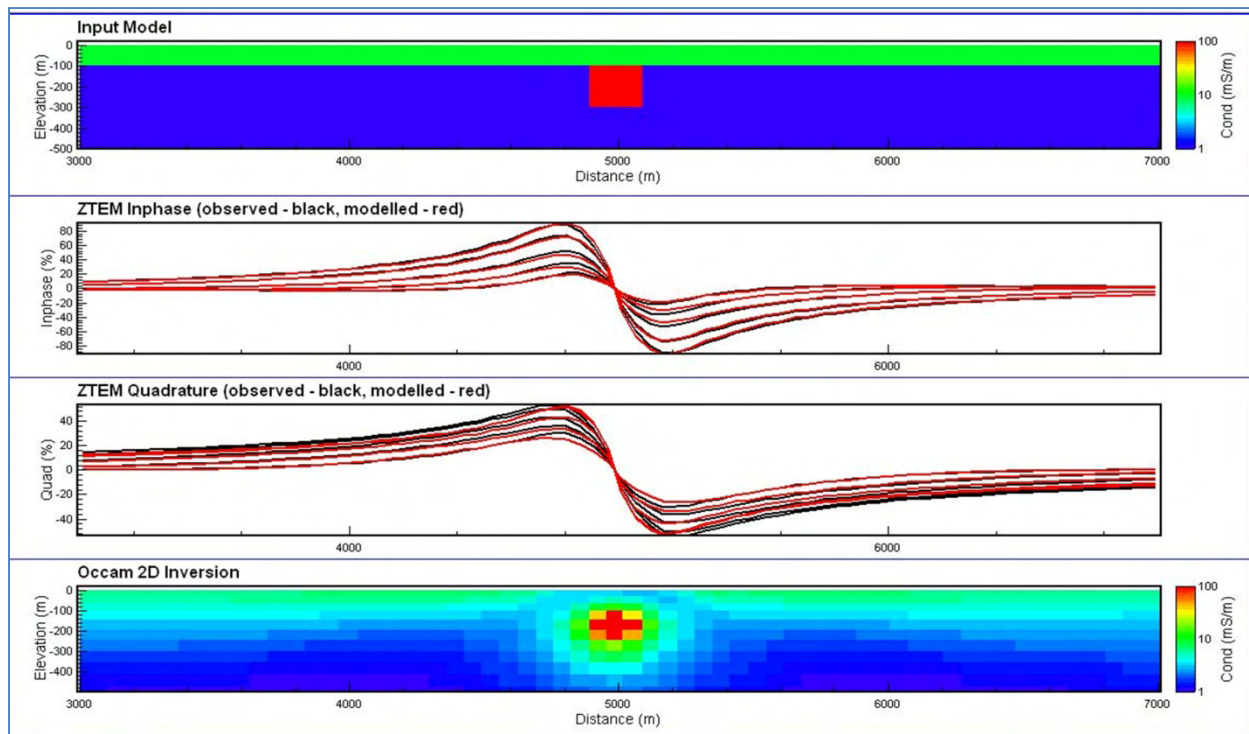 Input Model
0
-100
-200
-300
-400
-500
Elevation (m)
3000 4000 5000 6000 7000
Distance (m)
100
10
1
Cond (mS/m)
ZTEM Inphase (observed - black, modelled - red)
80
60
40
20
0
-20
-40
-60
-80
Inphase (%)
4000 6000
ZTEM Quadrature (observed - black, modelled - red)
40
20
0
-20
-40
Quad (%)
4000 6000
Occam 2D Inversion
0
-100
-200
-300
-400
Elevation (m)
3000 4000 5000 6000 7000
Distance (m)
100
10
1
Cond (mS/m)